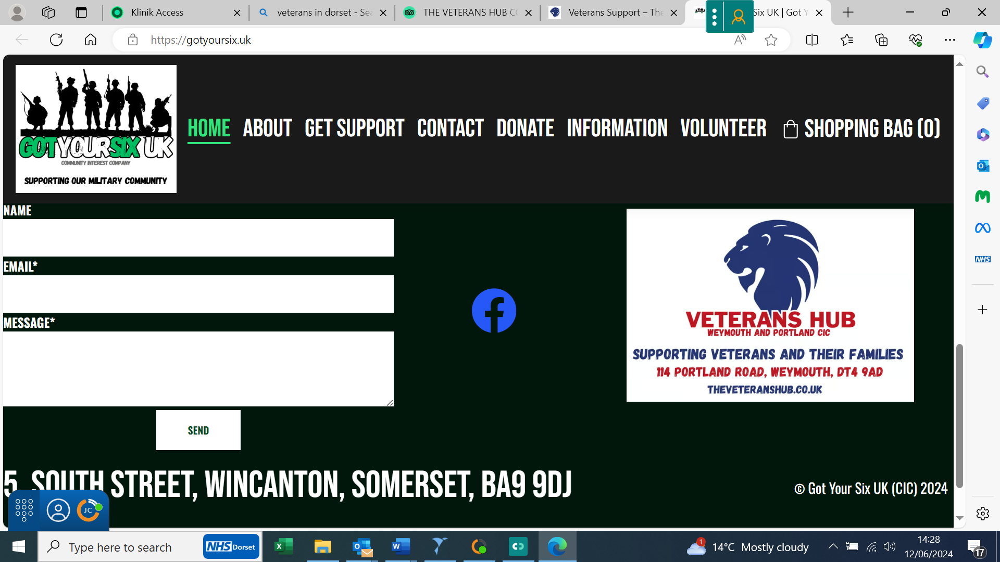 Klinik Access
veterans in dorset - Sea
THE VETERANS HUB CO
Veterans Support – The
Six UK | Got Y
https://gotyoursix.uk
GOTYOURSIX UK
COMMUNITY INTEREST COMPANY
SUPPORTING OUR MILITARY COMMUNITY
HOME ABOUT GET SUPPORT CONTACT DONATE INFORMATION VOLUNTEER SHOPPING BAG (0)
NHS
NAME
EMAIL*
MESSAGE*
SEND
VETERANS HUB
WEYMOUTH AND PORTLAND CIC
SUPPORTING VETERANS AND THEIR FAMILIES
114 PORTLAND ROAD, WEYMOUTH, DT4 9AD
THEVETERANSHUB.CO.UK
5, SOUTH STREET, WINCANTON, SOMERSET, BA9 9DJ
© Got Your Six UK (CIC) 2024
JC
Type here to search
NHS Dorset
1
14°C Mostly cloudy
14:28
12/06/2024
17